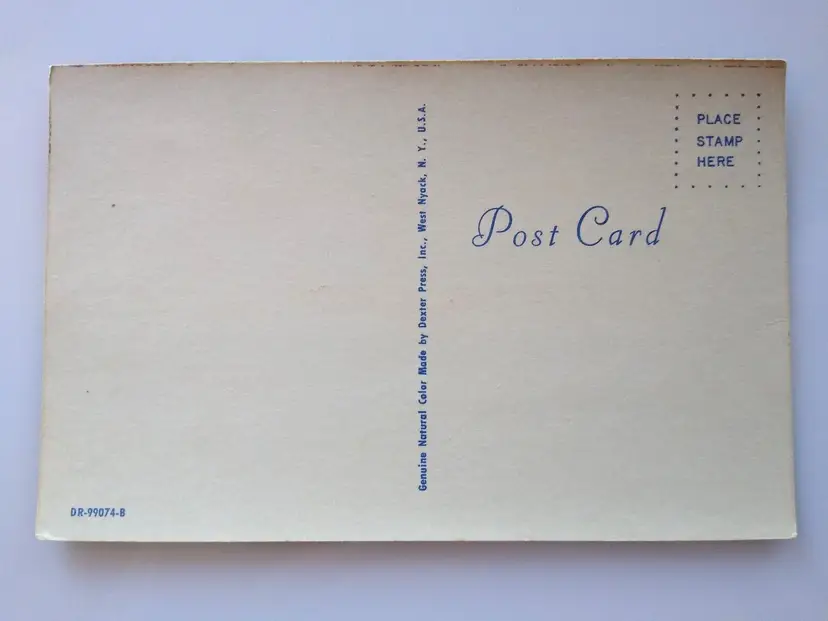 PLACE
STAMP
HERE
Post Card
Genuine Natural Color Made by Dexter Press, Inc., West Nyack, N. Y., U.S.A.
DR-99074-B